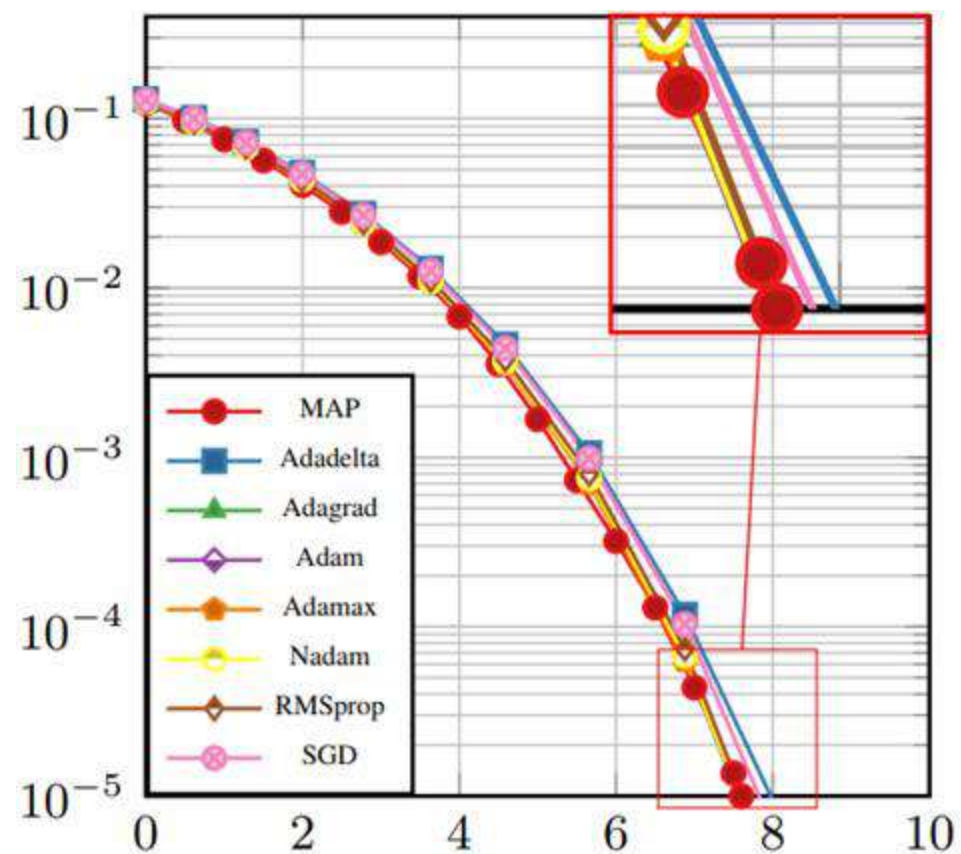 10⁻¹
10⁻²
10⁻³
10⁻⁴
10⁻⁵
MAP
Adadelta
Adagrad
Adam
Adamax
Nadam
RMSprop
SGD
0 2 4 6 8 10